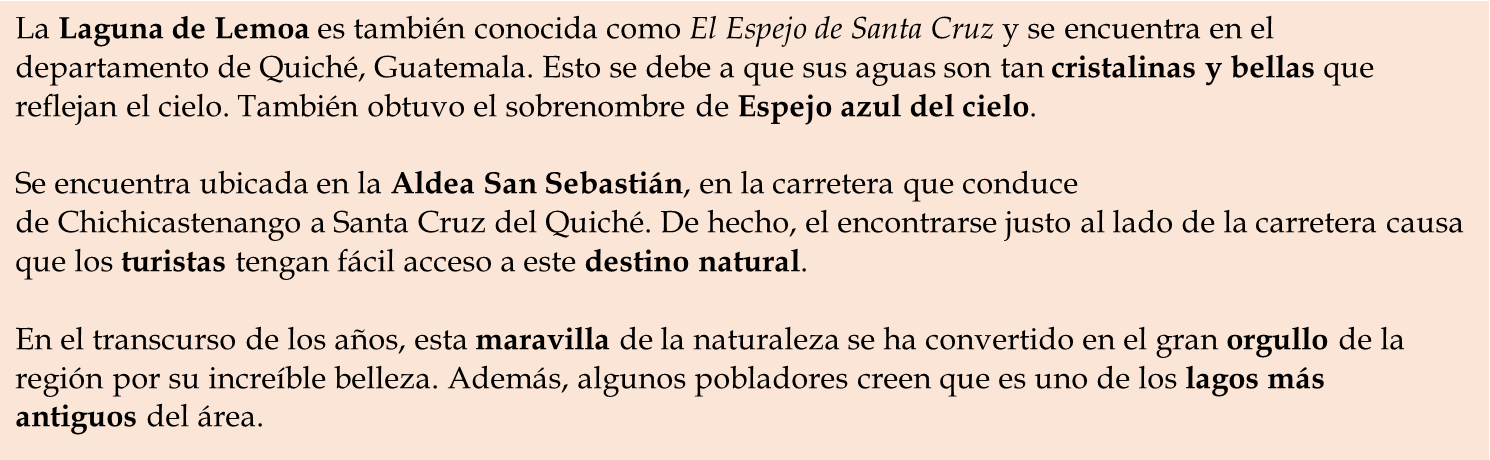 La Laguna de Lemoa es también conocida como El Espejo de Santa Cruz y se encuentra en el
departamento de Quiché, Guatemala. Esto se debe a que sus aguas son tan cristalinas y bellas que
reflejan el cielo. También obtuvo el sobrenombre de Espejo azul del cielo.
Se encuentra ubicada en la Aldea San Sebastián, en la carretera que conduce
de Chichicastenango a Santa Cruz del Quiché. De hecho, el encontrarse justo al lado de la carretera causa
que los turistas tengan fácil acceso a este destino natural.
En el transcurso de los años, esta maravilla de la naturaleza se ha convertido en el gran orgullo de la
región por su increíble belleza. Además, algunos pobladores creen que es uno de los lagos más
antiguos del área.